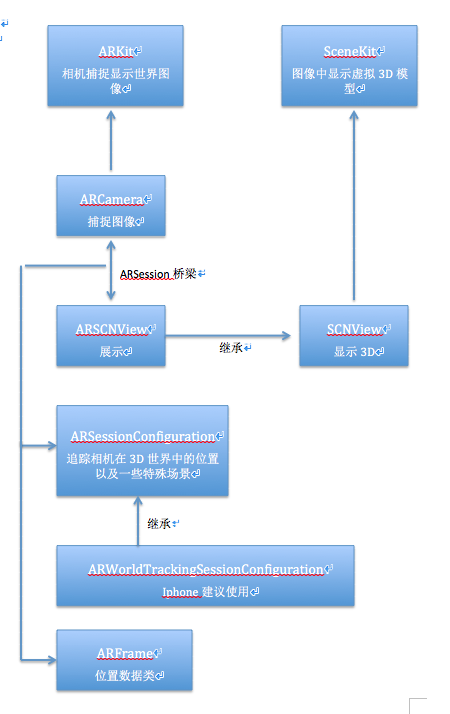 ARKit
相机捕捉显示世界图
像
SceneKit
图像中显示虚拟 3D 模
型
ARCamera
捕捉图像
ARSession 桥梁
ARSCNView
展示
继承
SCNView
显示 3D
ARSessionConfiguration
追踪相机在 3D 世界中的位置
以及一些特殊场景
继承
ARWorldTrackingSessionConfiguration
Iphone 建议使用
ARFrame
位置数据类